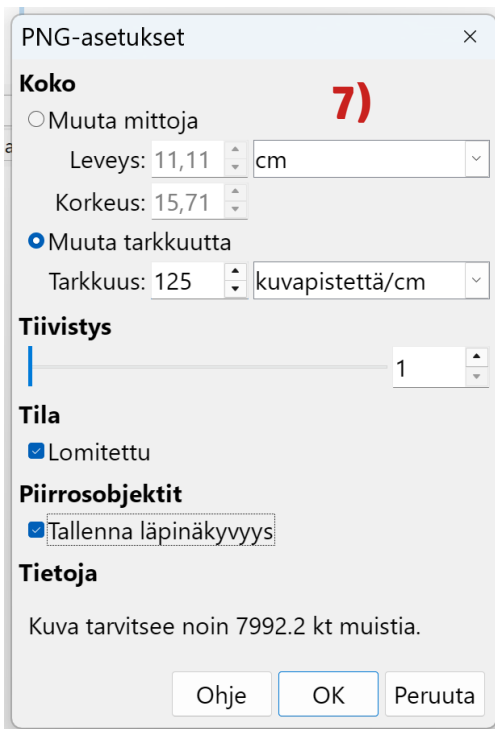 PNG-asetukset
Koko
7)
Muuta mittoja
Leveys: 11,11 cm
Korkeus: 15,71
Muuta tarkkuutta
Tarkkuus: 125 kuvapistettä/cm
Tiivistys
1
Tila
Lomitettu
Piirrosobjektit
Tallenna läpinäkyvyys
Tietoja
Kuva tarvitsee noin 7992.2 kt muistia.
Ohje OK Peruuta